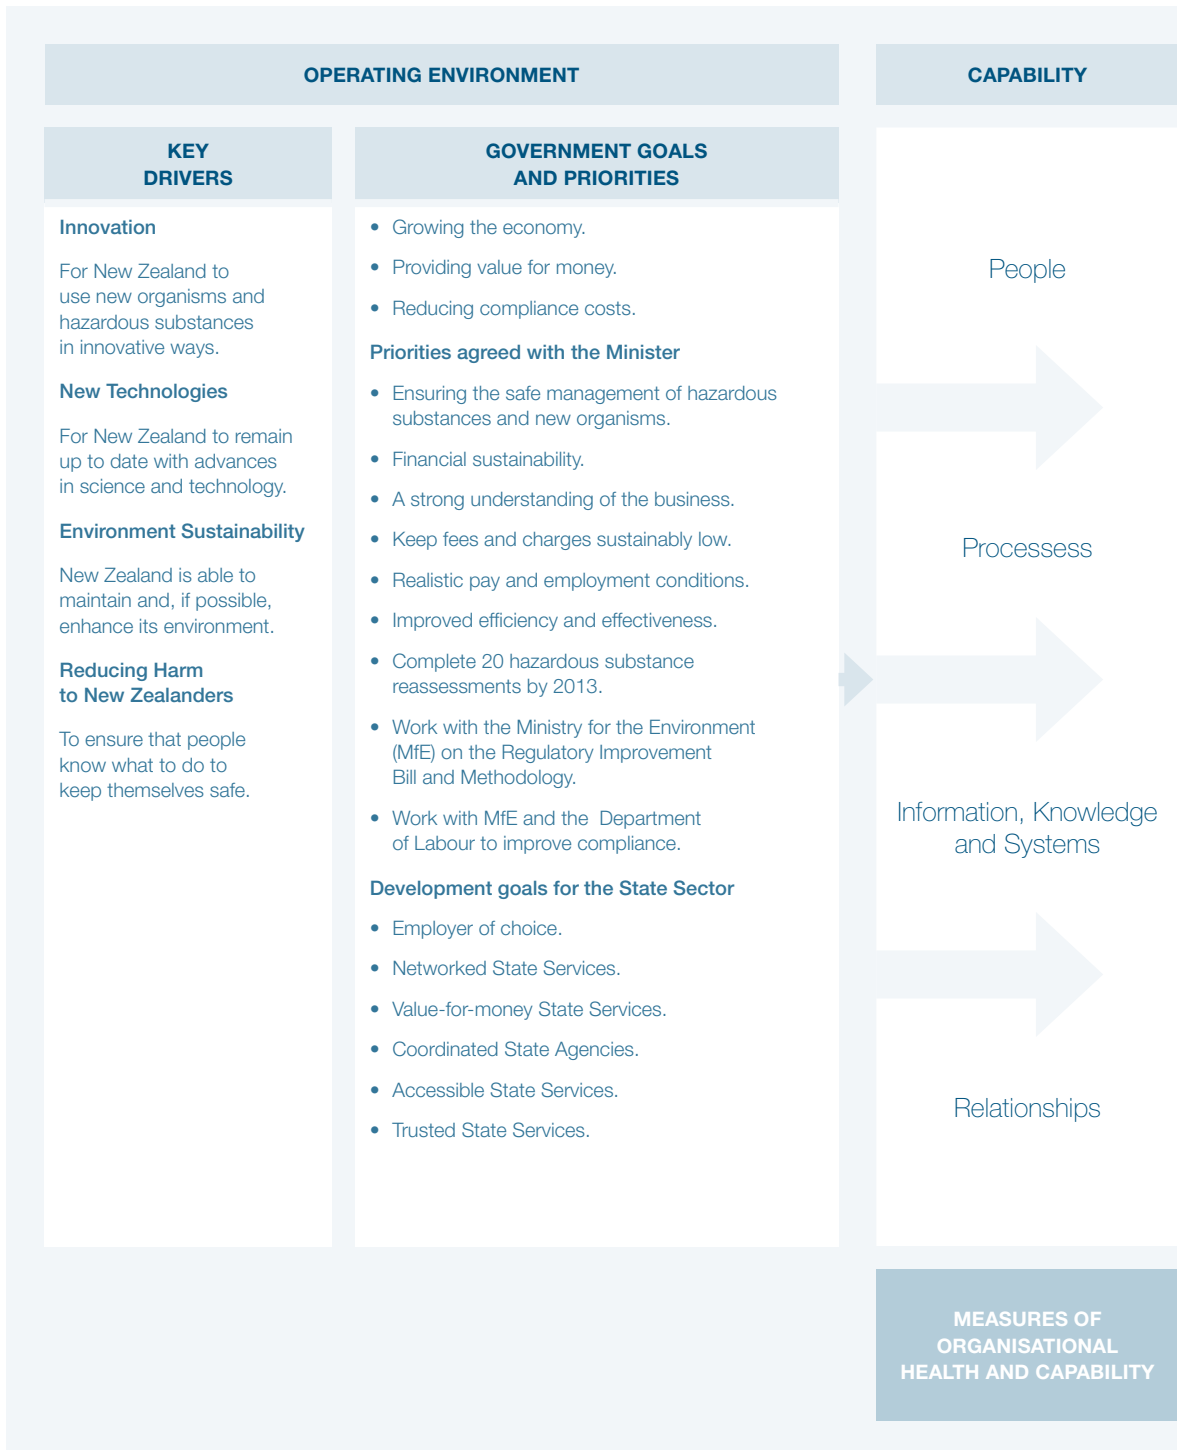 OPERATING ENVIRONMENT
KEY
DRIVERS
Innovation
For New Zealand to
use new organisms and
hazardous substances
in innovative ways.
New Technologies
For New Zealand to remain
up to date with advances
in science and technology.
Environment Sustainability
New Zealand is able to
maintain and, if possible,
enhance its environment.
Reducing Harm
to New Zealanders
To ensure that people
know what to do to
keep themselves safe.
GOVERNMENT GOALS
AND PRIORITIES
• Growing the economy.
• Providing value for money.
• Reducing compliance costs.
Priorities agreed with the Minister
• Ensuring the safe management of hazardous
substances and new organisms.
• Financial sustainability.
• A strong understanding of the business.
• Keep fees and charges sustainably low.
• Realistic pay and employment conditions.
• Improved efficiency and effectiveness.
• Complete 20 hazardous substance
reassessments by 2013.
• Work with the Ministry for the Environment
(MfE) on the Regulatory Improvement
Bill and Methodology.
• Work with MfE and the  Department
of Labour to improve compliance.
Development goals for the State Sector
• Employer of choice.
• Networked State Services.
• Value-for-money State Services.
• Coordinated State Agencies.
• Accessible State Services.
• Trusted State Services.
CAPABILITY
People
Processess
Information, Knowledge
and Systems
Relationships
MEASURES OF
ORGANISATIONAL
HEALTH AND CAPABILITY